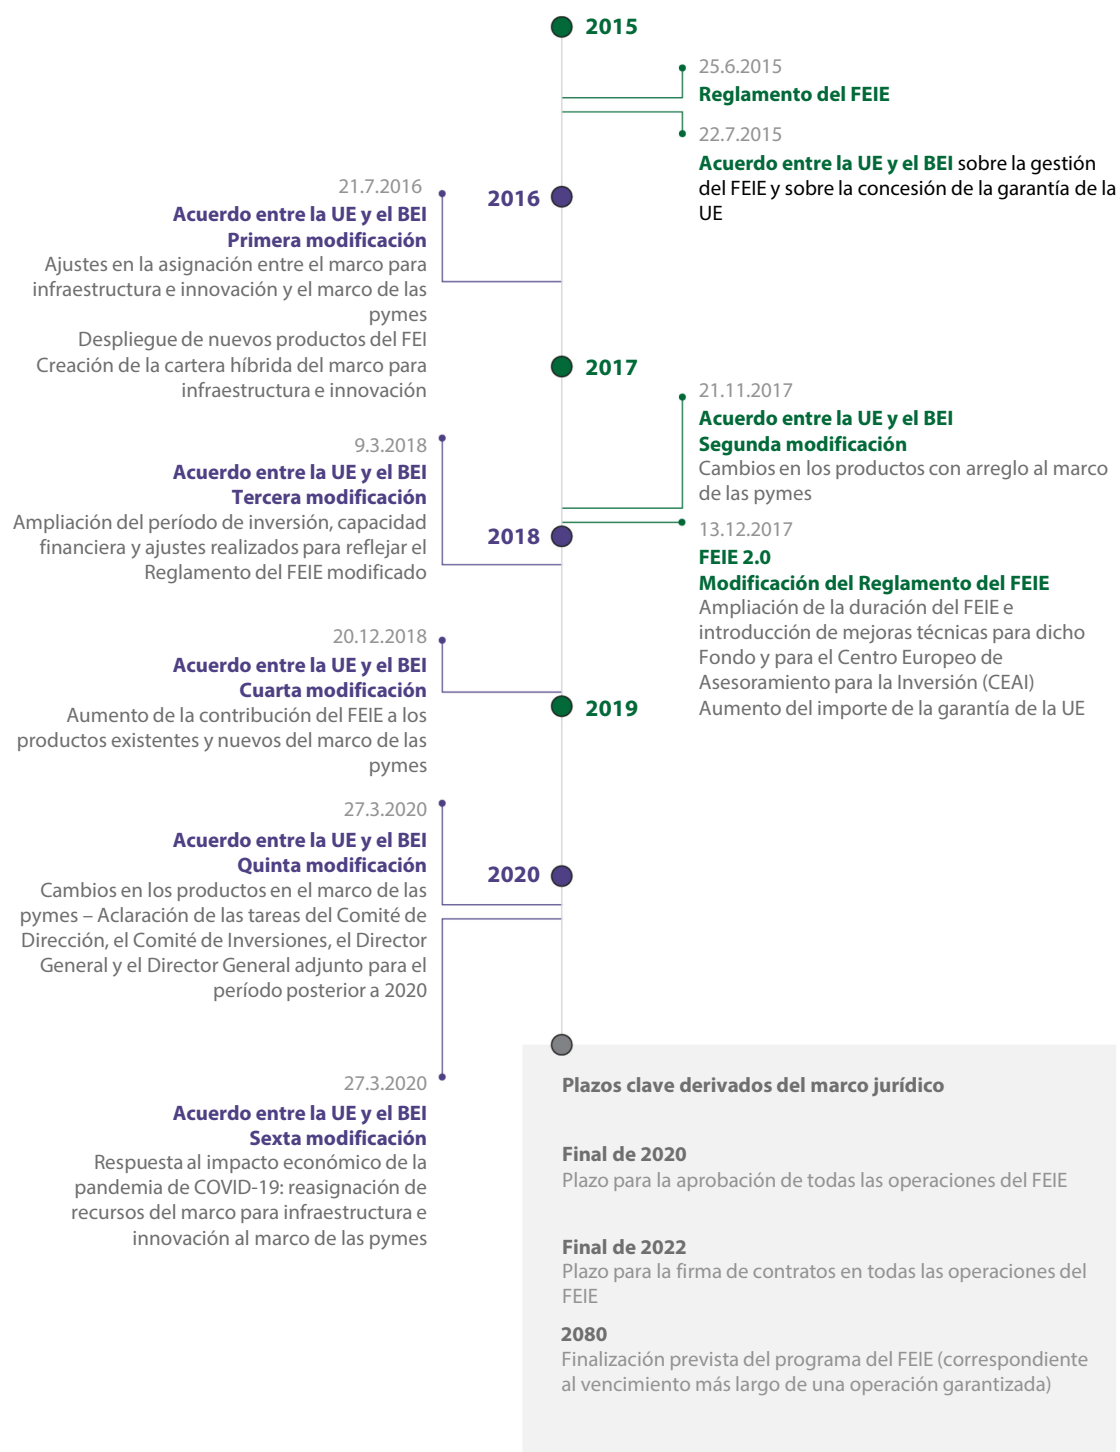 2015
25.6.2015
Reglamento del FEIE
22.7.2015
Acuerdo entre la UE y el BEI sobre la gestión
del FEIE y sobre la concesión de la garantía de la
UE
2016
21.7.2016
Acuerdo entre la UE y el BEI
Primera modificación
Ajustes en la asignación entre el marco para
infraestructura e innovación y el marco de las
pymes
Despliegue de nuevos productos del FEI
Creación de la cartera híbrida del marco para
infraestructura e innovación
2017
21.11.2017
Acuerdo entre la UE y el BEI
Segunda modificación
Cambios en los productos con arreglo al marco
de las pymes
13.12.2017
FEIE 2.0
Modificación del Reglamento del FEIE
Ampliación de la duración del FEIE e
introducción de mejoras técnicas para dicho
Fondo y para el Centro Europeo de
Asesoramiento para la Inversión (CEAI)
Aumento del importe de la garantía de la UE
2018
9.3.2018
Acuerdo entre la UE y el BEI
Tercera modificación
Ampliación del período de inversión, capacidad
financiera y ajustes realizados para reflejar el
Reglamento del FEIE modificado
20.12.2018
Acuerdo entre la UE y el BEI
Cuarta modificación
Aumento de la contribución del FEIE a los
productos existentes y nuevos del marco de las
pymes
2019
2020
27.3.2020
Acuerdo entre la UE y el BEI
Quinta modificación
Cambios en los productos en el marco de las
pymes – Aclaración de las tareas del Comité de
Dirección, el Comité de Inversiones, el Director
General y el Director General adjunto para el
período posterior a 2020
27.3.2020
Acuerdo entre la UE y el BEI
Sexta modificación
Respuesta al impacto económico de la
pandemia de COVID-19: reasignación de
recursos del marco para infraestructura e
innovación al marco de las pymes
Plazos clave derivados del marco jurídico
Final de 2020
Plazo para la aprobación de todas las operaciones del FEIE
Final de 2022
Plazo para la firma de contratos en todas las operaciones del
FEIE
2080
Finalización prevista del programa del FEIE (correspondiente
al vencimiento más largo de una operación garantizada)